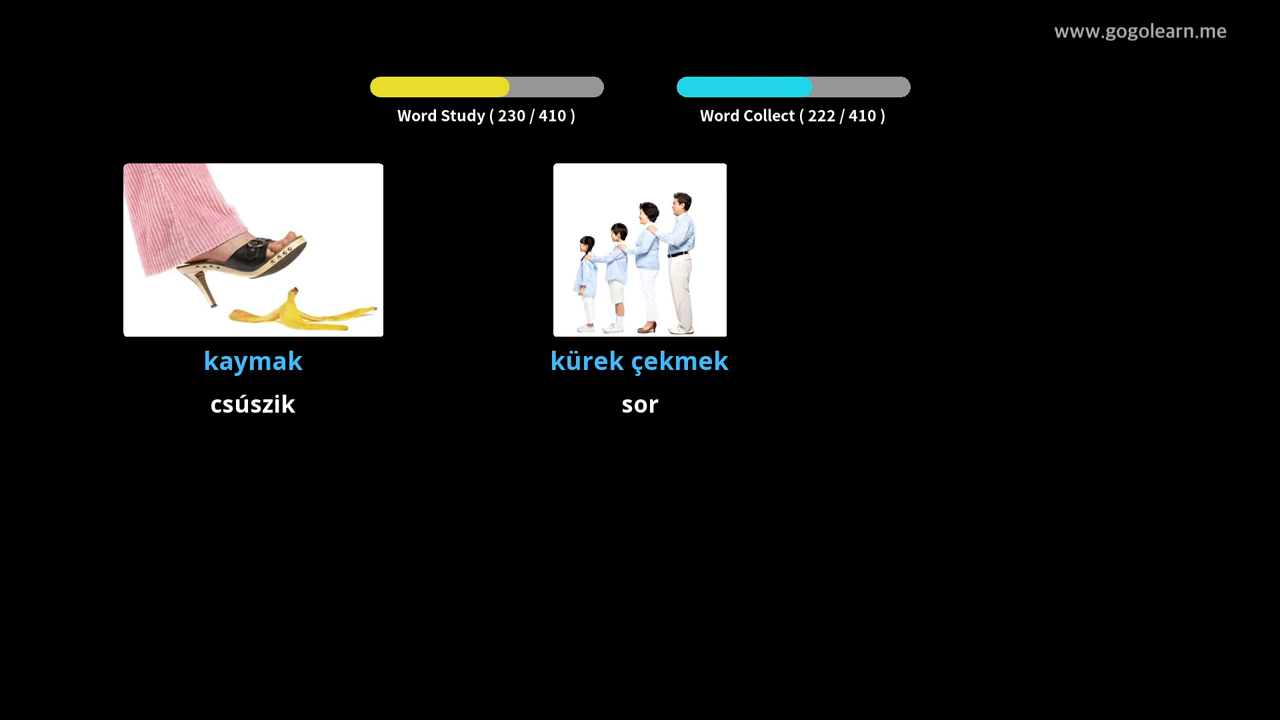 www.gogolearn.me
Word Study ( 230 / 410 )
Word Collect ( 222 / 410 )
kaymak
csúszik
kürek çekmek
sor